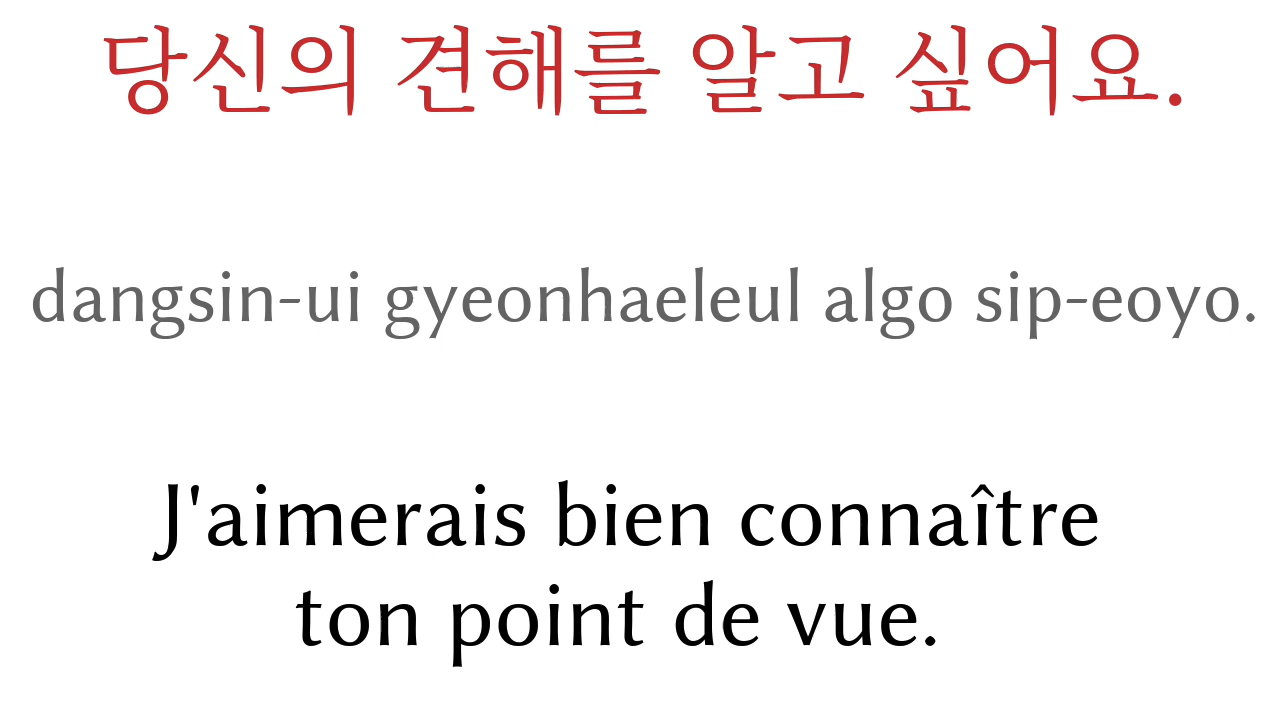 당신의 견해를 알고 싶어요.
dangsin-ui gyeonhaeleul algo sip-eoyo.
J'aimerais bien connaître
ton point de vue.